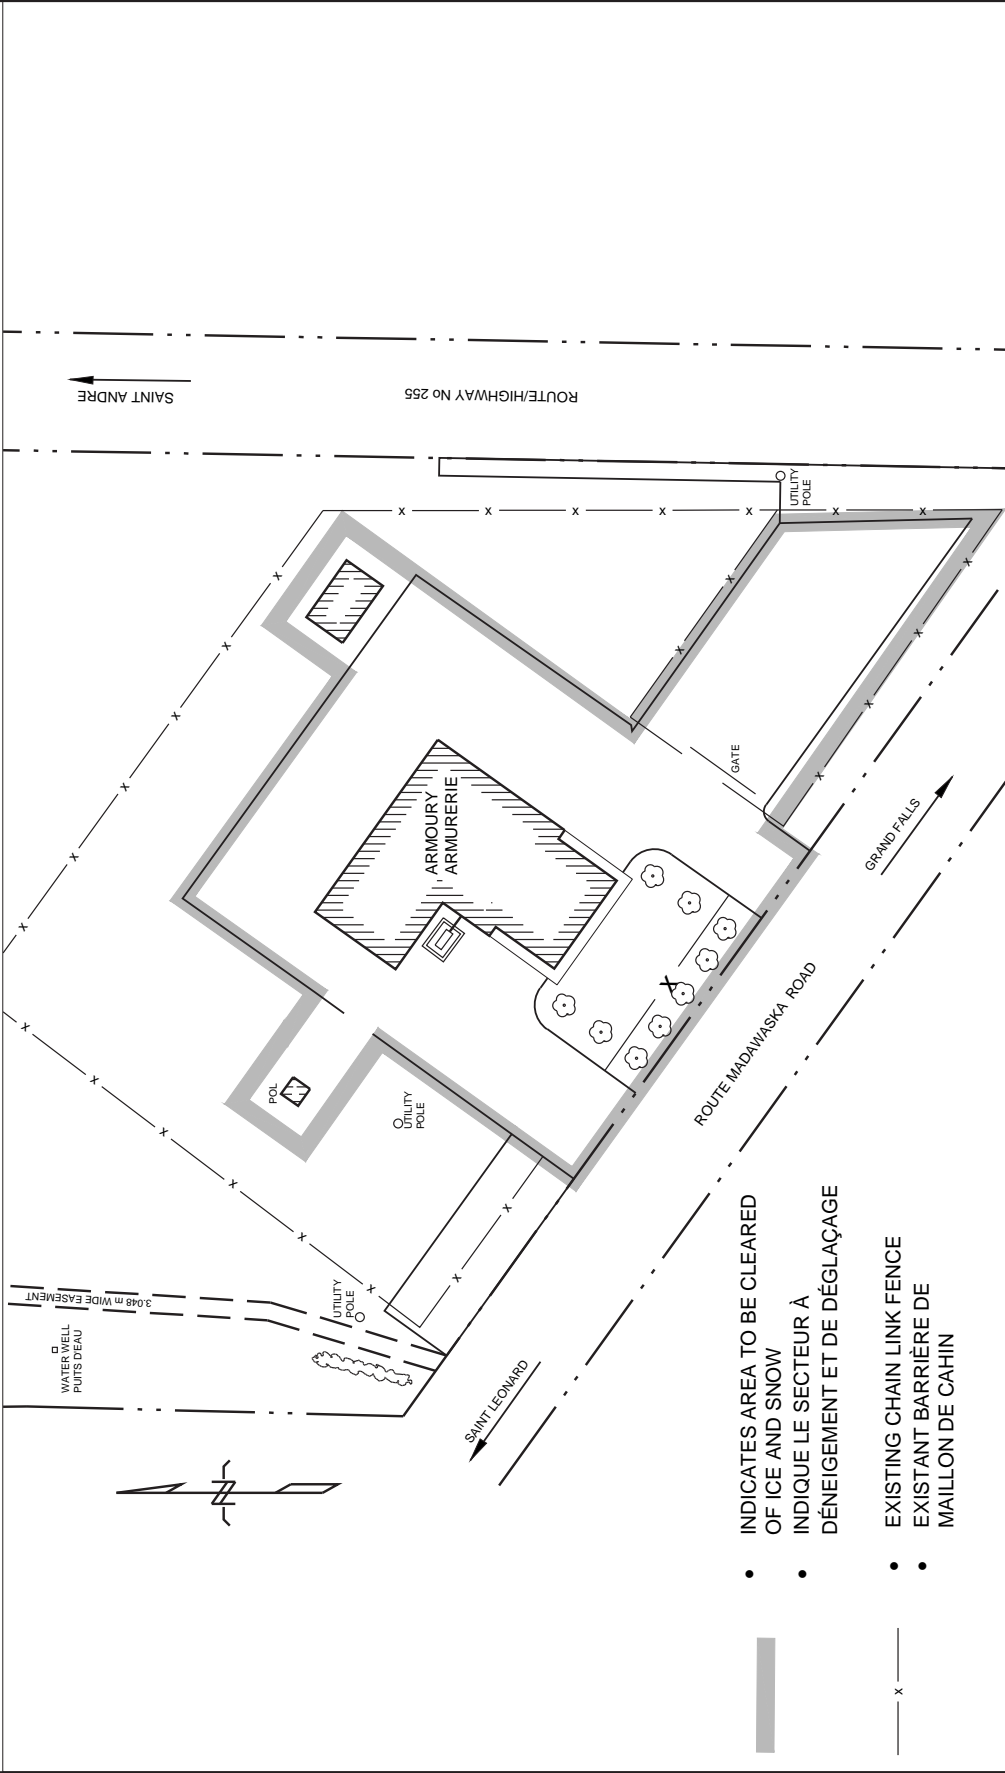 SAINT ANDRE
ROUTE/HIGHWAY No 255
UTILITY
POLE
GATE
GRAND FALLS
ARMOURY
ARMURERIE
X
ROUTE MADAWASKA ROAD
POL
UTILITY
POLE
UTILITY
POLE
3.048 m WIDE EASEMENT
WATER WELL
PUITS D'EAU
SAINT LEONARD
• INDICATES AREA TO BE CLEARED
OF ICE AND SNOW
• INDIQUE LE SECTEUR À
DÉNEIGEMENT ET DE DÉGLAÇAGE
• EXISTING CHAIN LINK FENCE
• EXISTANT BARRIÈRE DE
MAILLON DE CAHIN